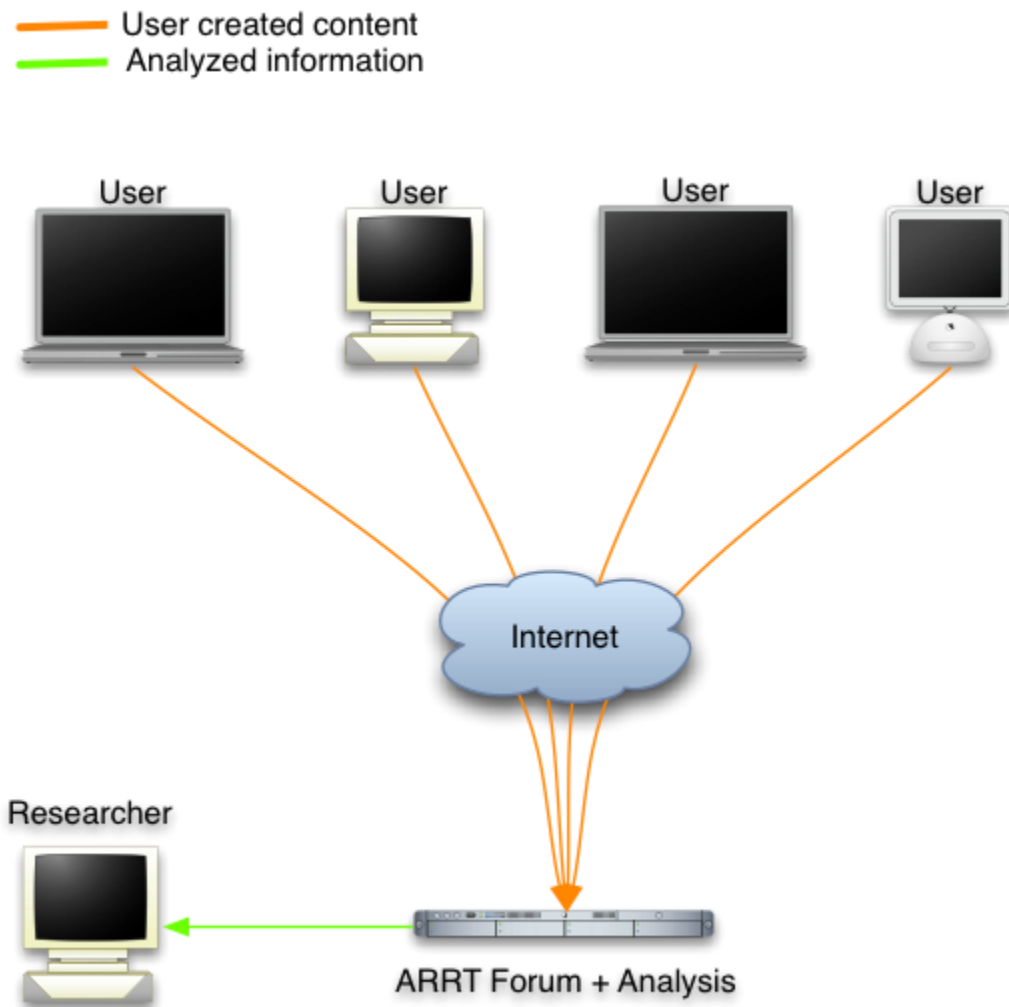 User created content
Analyzed information
User
User
User
User
Internet
Researcher
ARRT Forum + Analysis